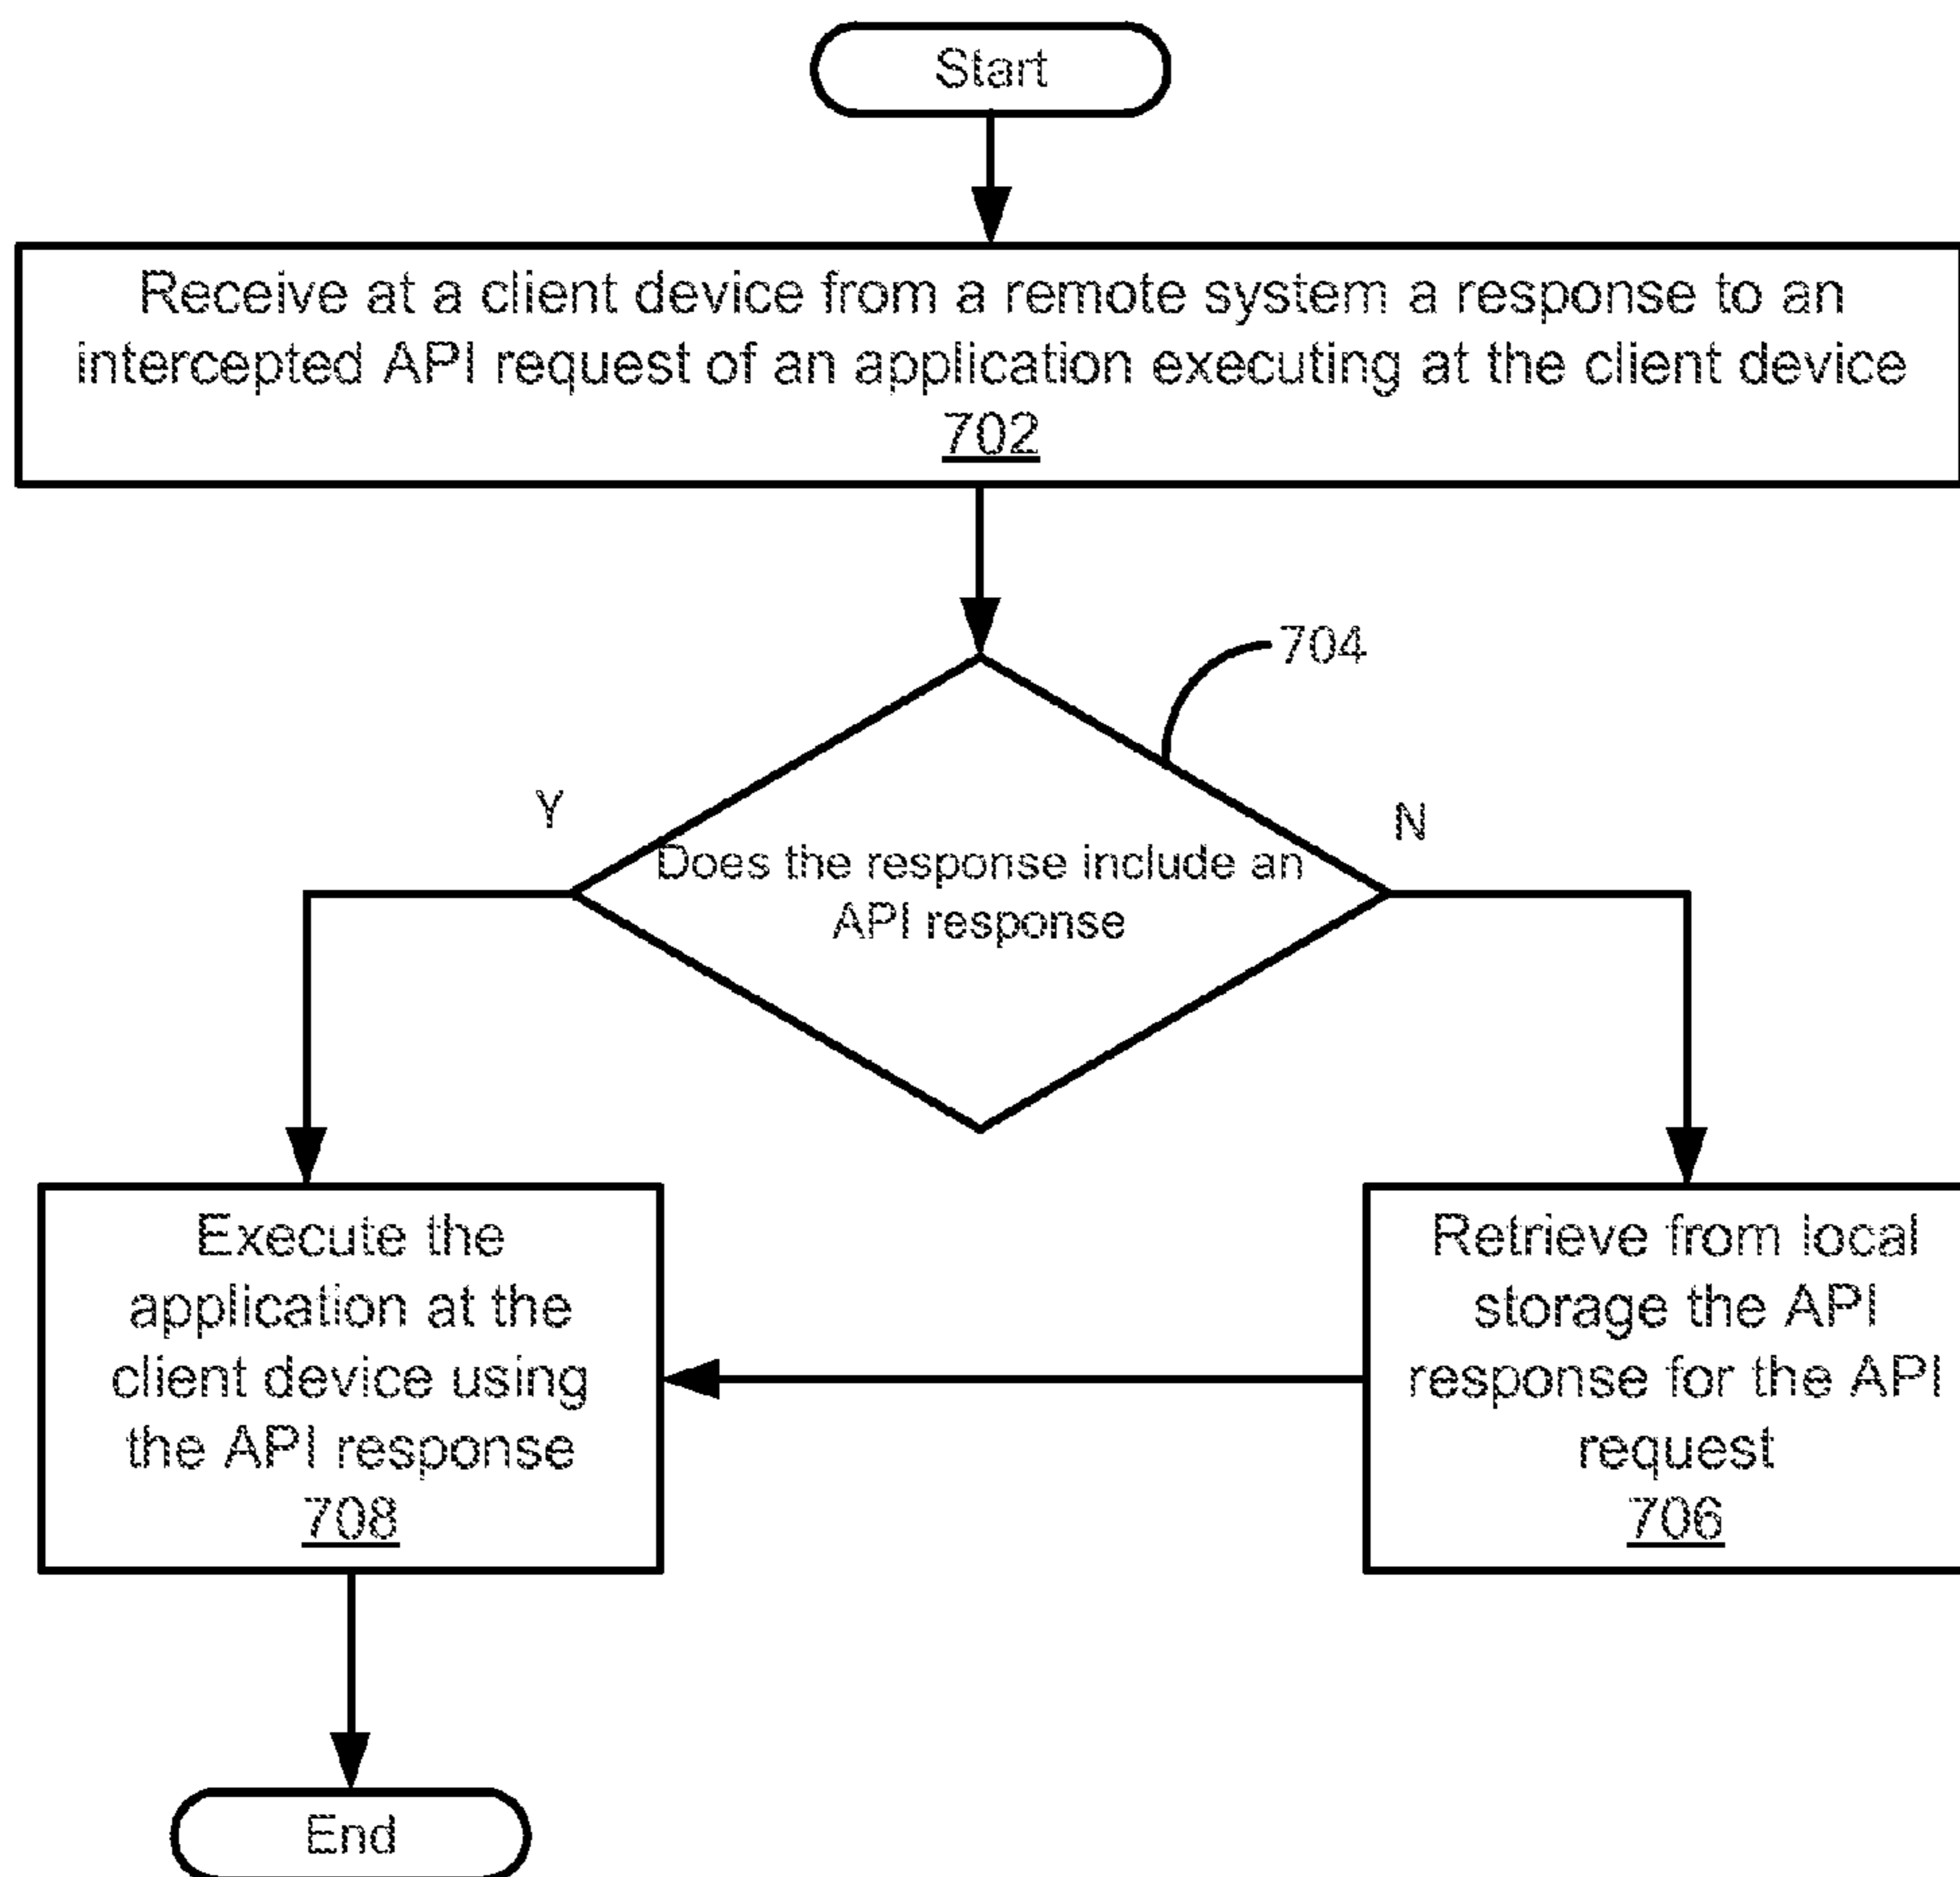 Start
Receive at a client device from a remote system a response to an
intercepted API request of an application executing at the client device
702
704
Y
N
Does the response include an
API response
Execute the
application at the
client device using
the API response
708
Retrieve from local
storage the API
response for the API
request
706
End